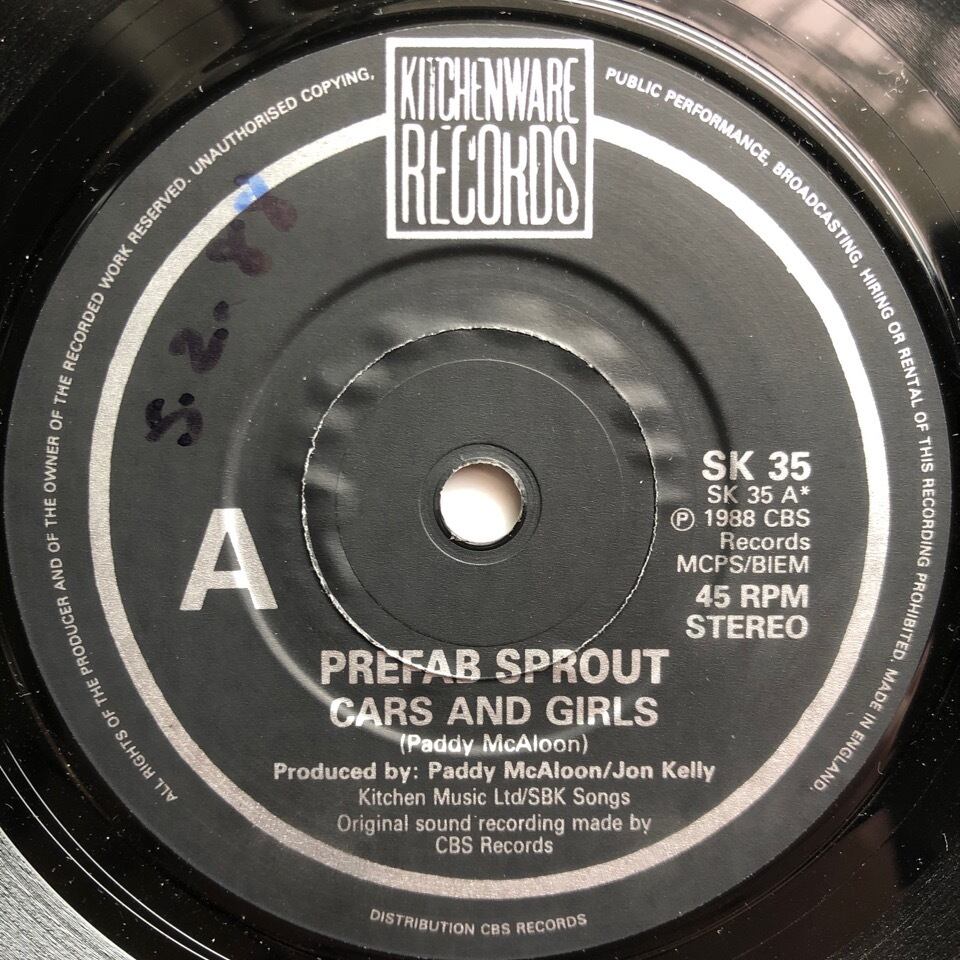 KITCHENWARE
RECORDS
ALL RIGHTS OF THE PRODUCER AND OF THE OWNER OF THE RECORDED WORK RESERVED. UNAUTHORISED COPYING, PUBLIC PERFORMANCE, BROADCASTING, HIRING OR RENTAL OF THIS RECORDING PROHIBITED. MADE IN ENGLAND.
A
SK 35
SK 35 A*
Ⓟ 1988 CBS
Records
MCPS/BIEM
45 RPM
STEREO
PREFAB SPROUT
CARS AND GIRLS
(Paddy McAloon)
Produced by: Paddy McAloon/Jon Kelly
Kitchen Music Ltd/SBK Songs
Original sound recording made by
CBS Records
DISTRIBUTION CBS RECORDS